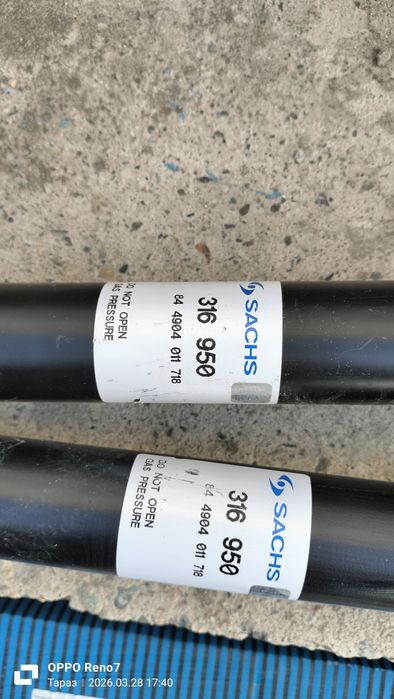 SACHS
316 950
84 4904 011 718
DO NOT OPEN
GAS PRESSURE
SACHS
316 950
84 4904 011 718
DO NOT OPEN
GAS PRESSURE
OPPO Reno7
Тараз | 2026.03.28 17:40